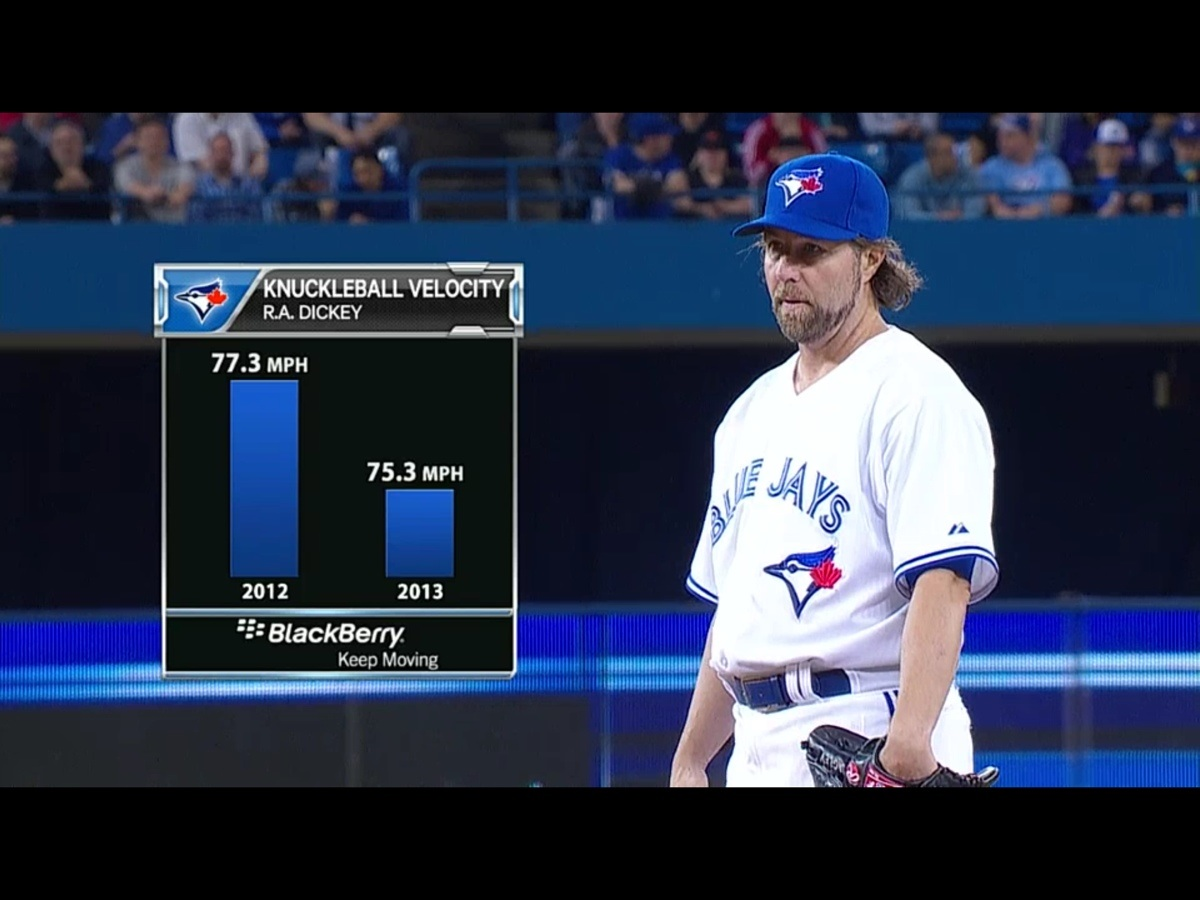 KNUCKLEBALL VELOCITY
R.A. DICKEY
77.3 MPH
75.3 MPH
2012
2013
BlackBerry.
Keep Moving
BLUE JAYS